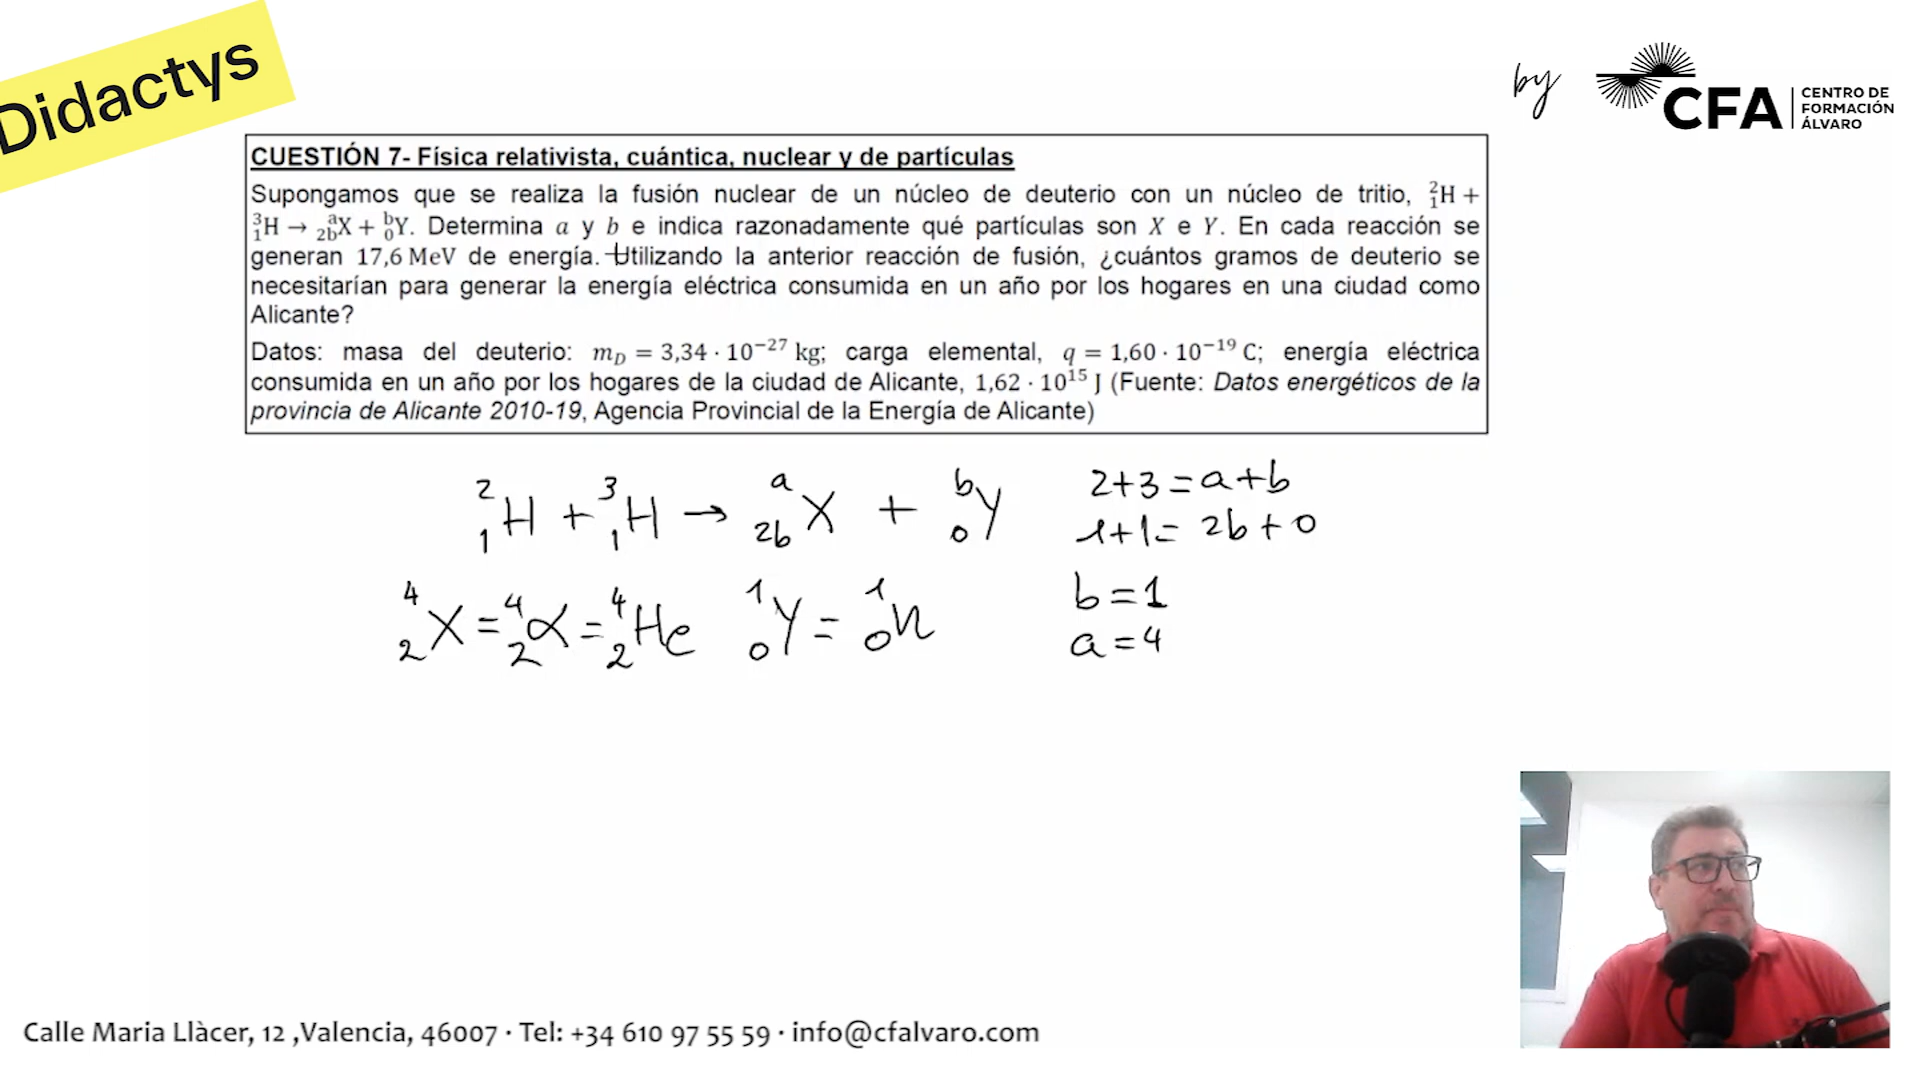 Didactys
by
CFA
CENTRO DE
FORMACIÓN
ÁLVARO
CUESTIÓN 7- Física relativista, cuántica, nuclear y de partículas
Supongamos que se realiza la fusión nuclear de un núcleo de deuterio con un núcleo de tritio, ²₁H +
³₁H → ᵃ₂bX + ᵇ₀Y. Determina a y b e indica razonadamente qué partículas son X e Y. En cada reacción se
generan 17,6 MeV de energía. Utilizando la anterior reacción de fusión, ¿cuántos gramos de deuterio se
necesitarían para generar la energía eléctrica consumida en un año por los hogares en una ciudad como
Alicante?
Datos: masa del deuterio: m_D = 3,34 · 10⁻²⁷ kg; carga elemental, q = 1,60 · 10⁻¹⁹ C; energía eléctrica
consumida en un año por los hogares de la ciudad de Alicante, 1,62 · 10¹⁵ J (Fuente: Datos energéticos de la
provincia de Alicante 2010-19, Agencia Provincial de la Energía de Alicante)
²₁H + ³₁H → ᵃ₂bX + ᵇ₀Y
2+3=a+b
1+1=2b+0
⁴₂X = ⁴₂α = ⁴₂He ¹₀Y = ¹₀n
b=1
a=4
Calle Maria Llàcer, 12 ,Valencia, 46007 · Tel: +34 610 97 55 59 · info@cfalvaro.com